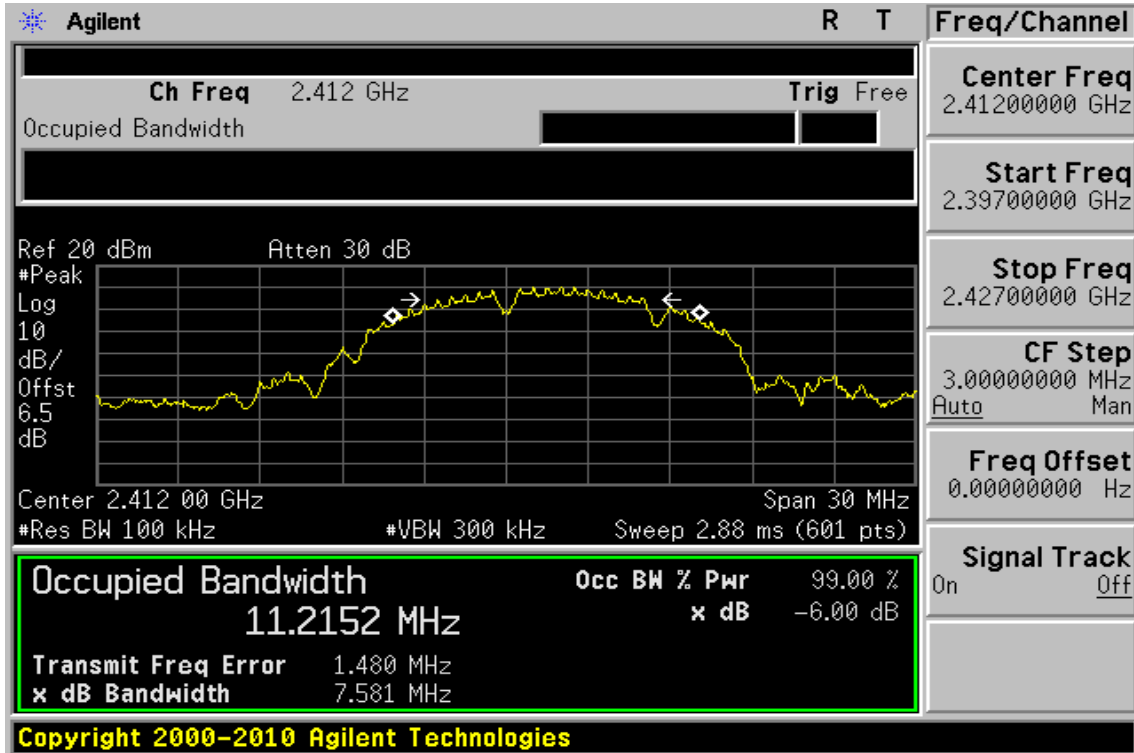 Agilent R T
Ch Freq 2.412 GHz Trig Free
Occupied Bandwidth
Ref 20 dBm Atten 30 dB
#Peak
Log
10
dB/
Offst
6.5
dB
Center 2.412 00 GHz Span 30 MHz
#Res BW 100 kHz #VBW 300 kHz Sweep 2.88 ms (601 pts)
Occupied Bandwidth
11.2152 MHz
Occ BW % Pwr 99.00 %
x dB -6.00 dB
Transmit Freq Error 1.480 MHz
x dB Bandwidth 7.581 MHz
Copyright 2000-2010 Agilent Technologies
Freq/Channel
Center Freq
2.41200000 GHz
Start Freq
2.39700000 GHz
Stop Freq
2.42700000 GHz
CF Step
3.00000000 MHz
Auto Man
Freq Offset
0.00000000 Hz
Signal Track
On Off